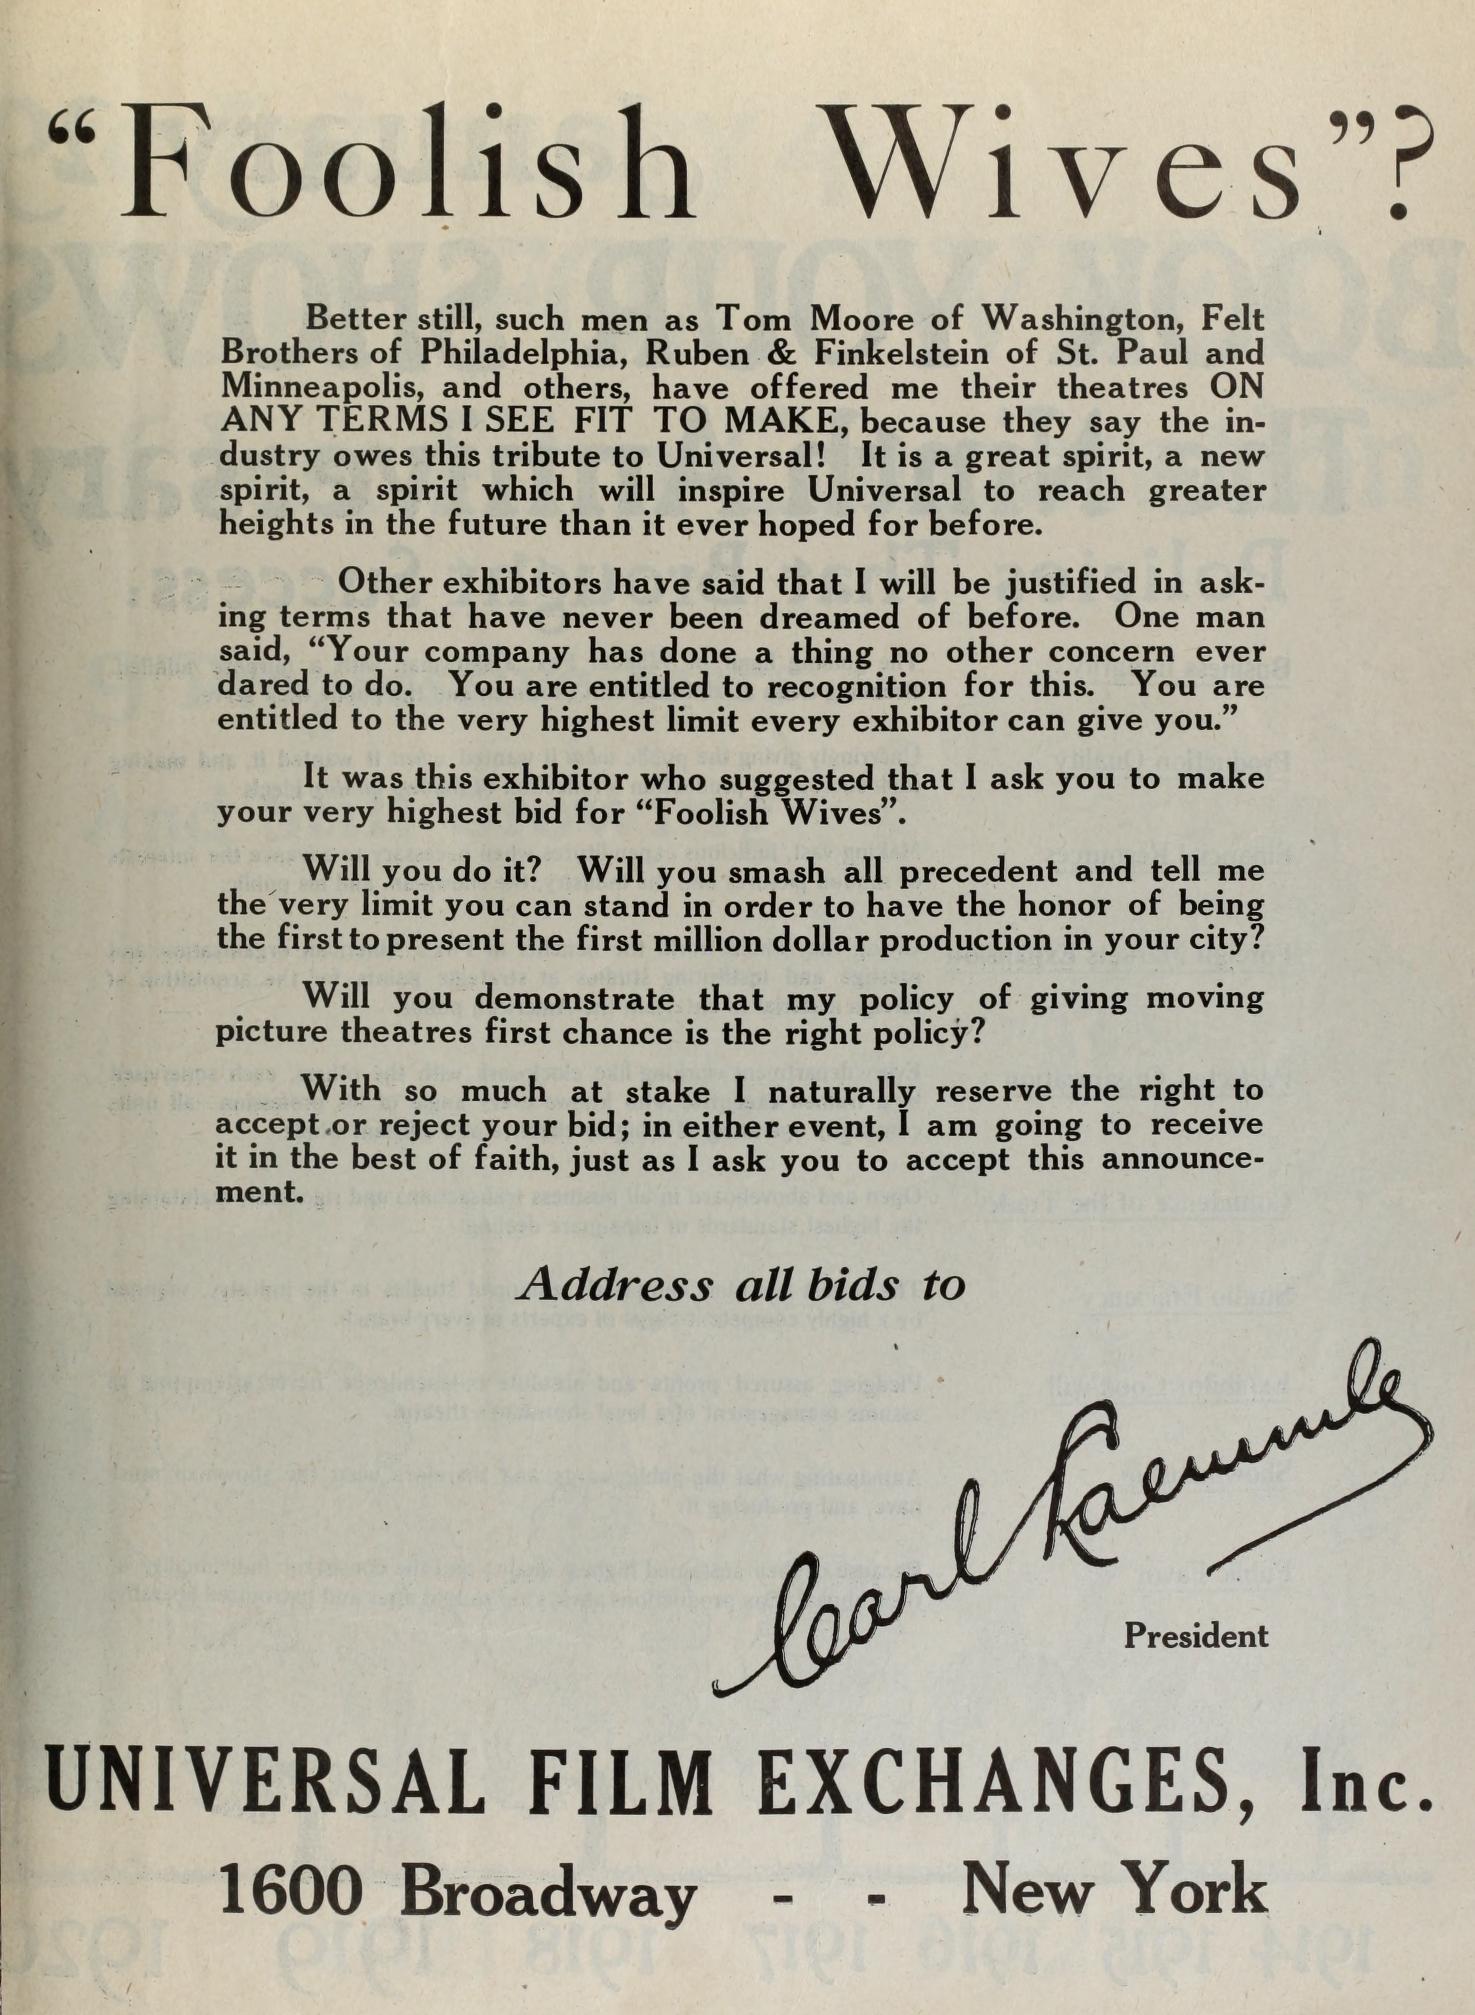 “Foolish Wives”?
Better still, such men as Tom Moore of Washington, Felt
Brothers of Philadelphia, Ruben & Finkelstein of St. Paul and
Minneapolis, and others, have offered me their theatres ON
ANY TERMS I SEE FIT TO MAKE, because they say the in-
dustry owes this tribute to Universal! It is a great spirit, a new
spirit, a spirit which will inspire Universal to reach greater
heights in the future than it ever hoped for before.
Other exhibitors have said that I will be justified in ask-
ing terms that have never been dreamed of before. One man
said, “Your company has done a thing no other concern ever
dared to do. You are entitled to recognition for this. You are
entitled to the very highest limit every exhibitor can give you.”
It was this exhibitor who suggested that I ask you to make
your very highest bid for “Foolish Wives”.
Will you do it? Will you smash all precedent and tell me
the very limit you can stand in order to have the honor of being
the first to present the first million dollar production in your city?
Will you demonstrate that my policy of giving moving
picture theatres first chance is the right policy?
With so much at stake I naturally reserve the right to
accept or reject your bid; in either event, I am going to receive
it in the best of faith, just as I ask you to accept this announce-
ment.
Address all bids to
Carl Laemmle
President
UNIVERSAL FILM EXCHANGES, Inc.
1600 Broadway - - New York